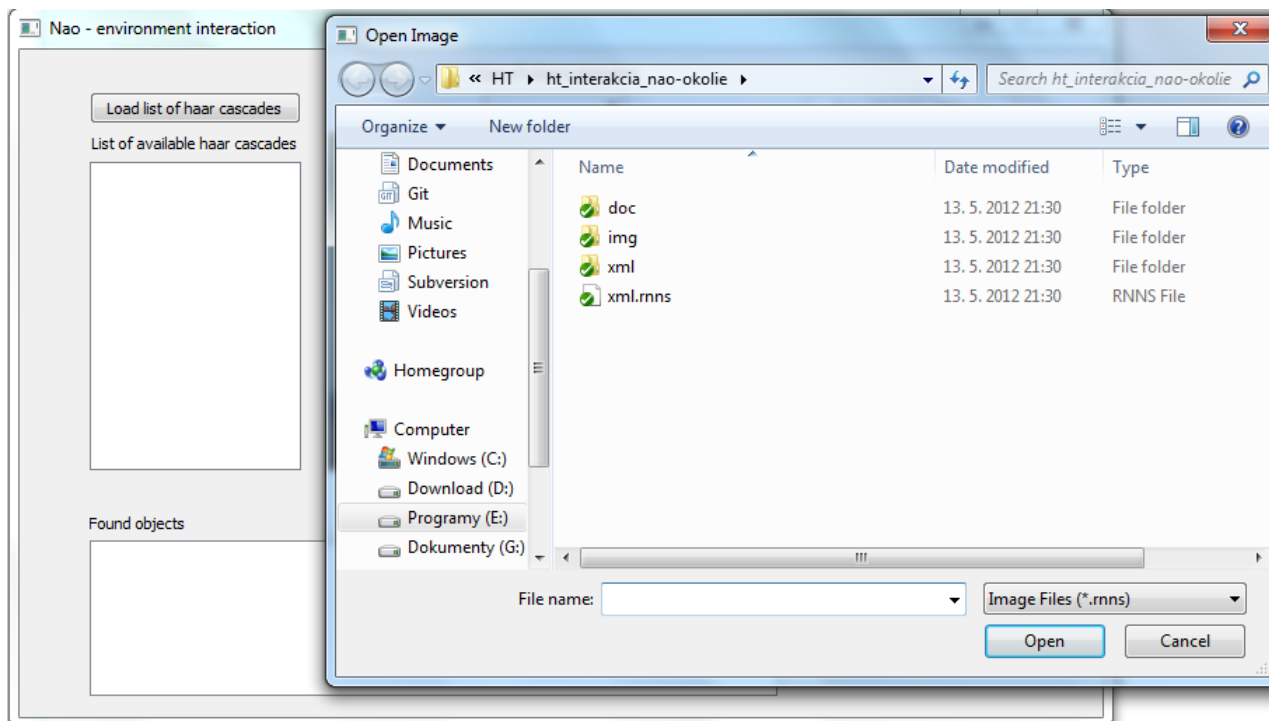 Nao - environment interaction
Load list of haar cascades
List of available haar cascades
Found objects
Open Image
« HT ht_interakcia_nao-okolie
Search ht_interakcia_nao-okolie
Organize New folder
Documents
Git
Music
Pictures
Subversion
Videos
Homegroup
Computer
Windows (C:)
Download (D:)
Programy (E:)
Dokumenty (G:)
Name Date modified Type
doc 13. 5. 2012 21:30 File folder
img 13. 5. 2012 21:30 File folder
xml 13. 5. 2012 21:30 File folder
xml.rnns 13. 5. 2012 21:30 RNNS File
File name: Image Files (*.rnns)
Open Cancel